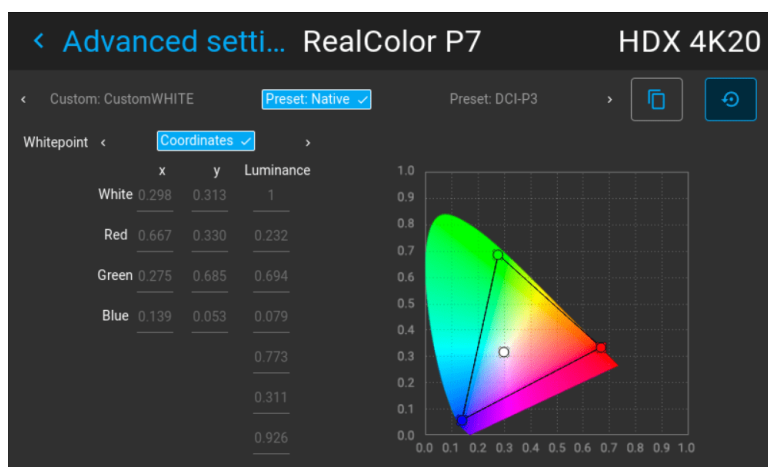 ‹ Advanced setti... RealColor P7 HDX 4K20
‹ Custom: CustomWHITE Preset: Native ✓ Preset: DCI-P3 ›
Whitepoint ‹ Coordinates ✓ ›
x y Luminance
White 0.298 0.313 1
Red 0.667 0.330 0.232
Green 0.275 0.685 0.694
Blue 0.139 0.053 0.079
0.773
0.311
0.926
1.0
0.9
0.8
0.7
0.6
0.5
0.4
0.3
0.2
0.1
0.0
0.0 0.1 0.2 0.3 0.4 0.5 0.6 0.7 0.8 0.9 1.0